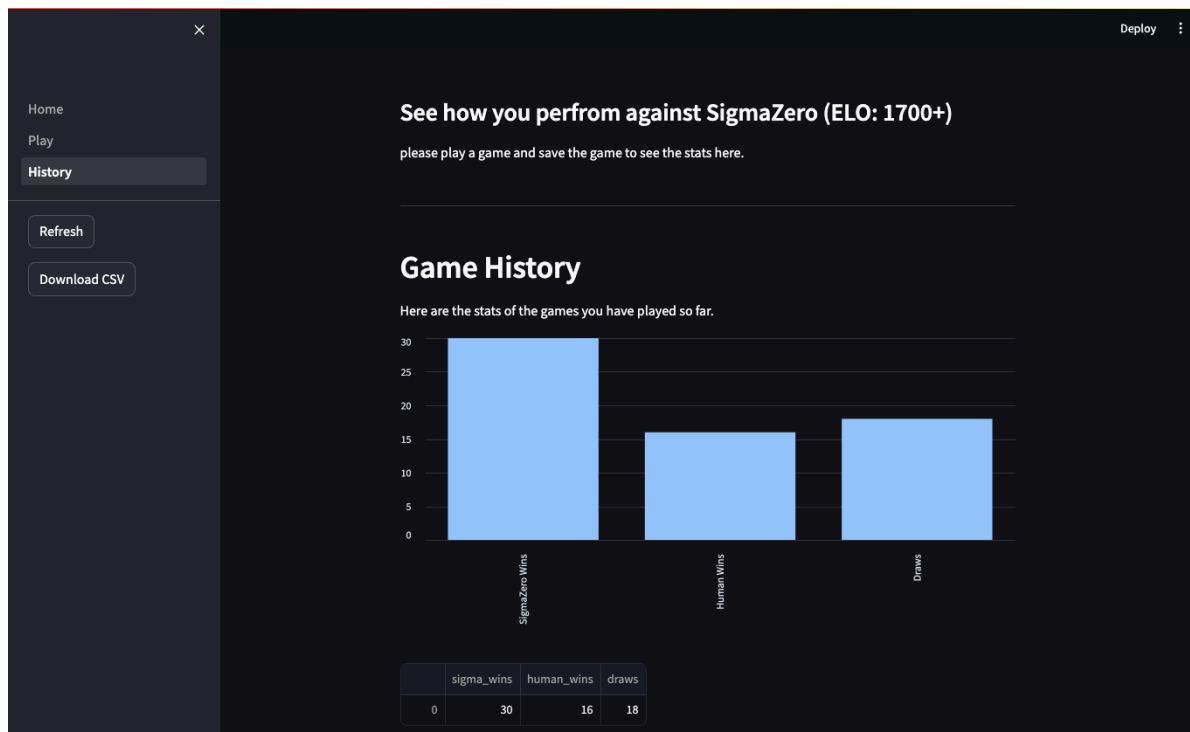 Deploy
Home
Play
History
Refresh
Download CSV
See how you perfrom against SigmaZero (ELO: 1700+)
please play a game and save the game to see the stats here.
Game History
Here are the stats of the games you have played so far.
30
25
20
15
10
5
0
SigmaZero Wins
Human Wins
Draws
sigma_wins human_wins draws
0 30 16 18